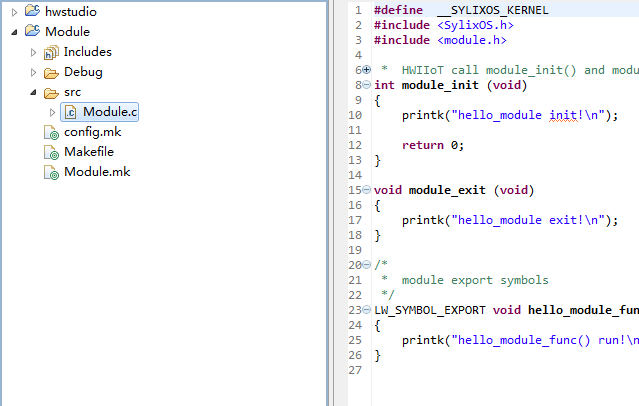 hwstudio
Module
Includes
Debug
src
Module.c
config.mk
Makefile
Module.mk
1 #define __SYLIXOS_KERNEL
2 #include <SylixOS.h>
3 #include <module.h>
4
6 * HWIIoT call module_init() and modu
8 int module_init (void)
9 {
10 printk("hello_module init!\n");
11
12 return 0;
13 }
14
15 void module_exit (void)
16 {
17 printk("hello_module exit!\n");
18 }
19
20 /*
21 * module export symbols
22 */
23 LW_SYMBOL_EXPORT void hello_module_fun
24 {
25 printk("hello_module_func() run!\n
26 }
27